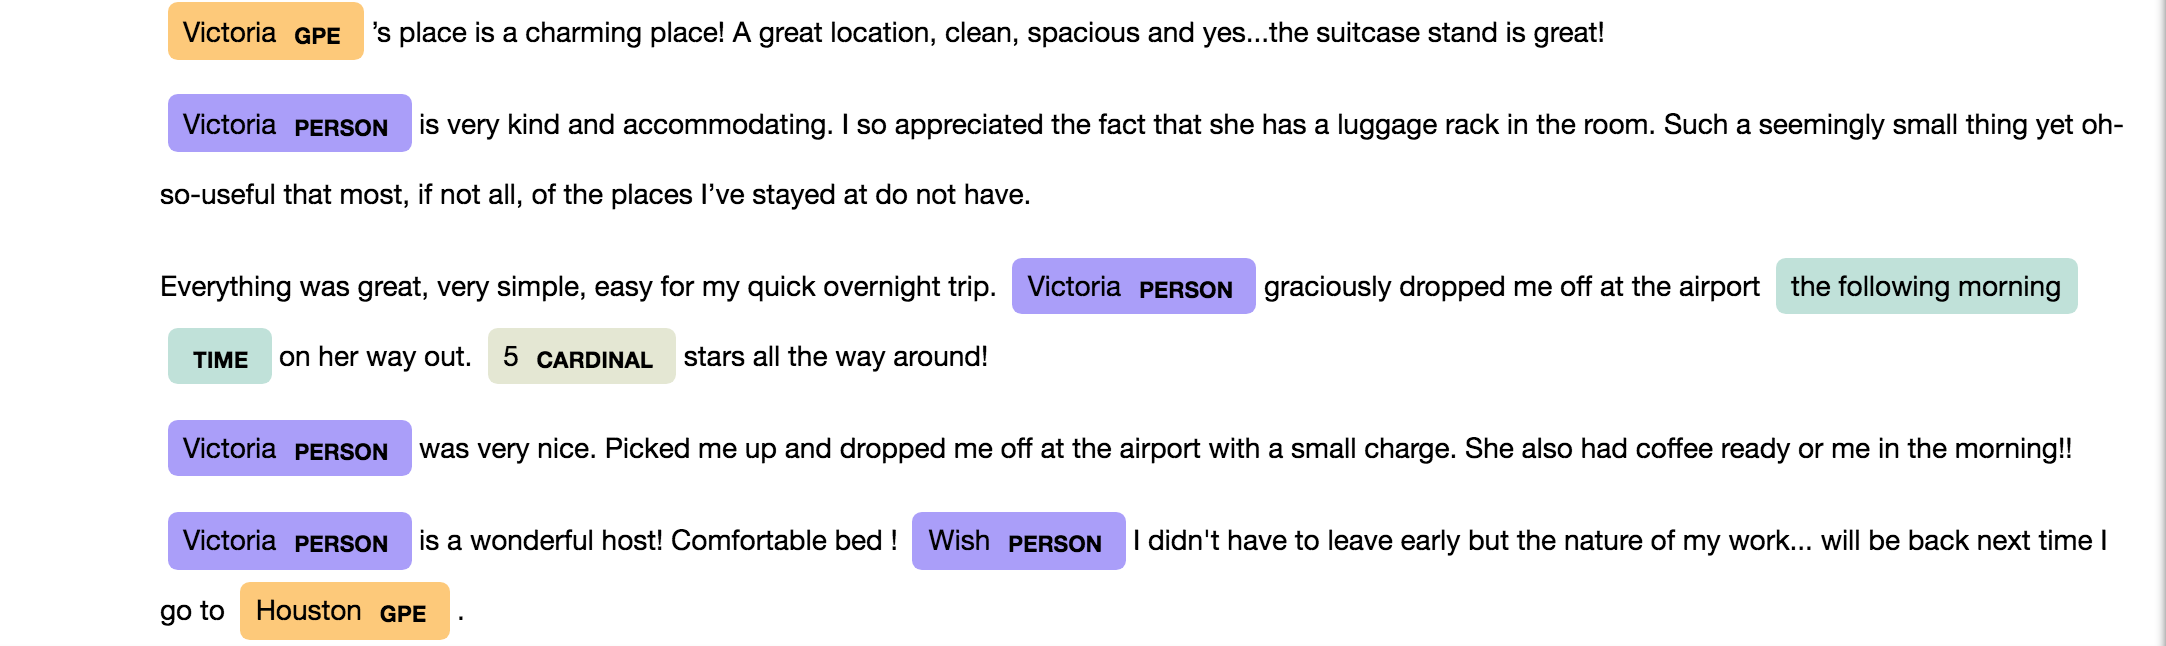 Victoria GPE ’s place is a charming place! A great location, clean, spacious and yes...the suitcase stand is great!
Victoria PERSON is very kind and accommodating. I so appreciated the fact that she has a luggage rack in the room. Such a seemingly small thing yet oh-
so-useful that most, if not all, of the places I’ve stayed at do not have.
Everything was great, very simple, easy for my quick overnight trip. Victoria PERSON graciously dropped me off at the airport the following morning
TIME on her way out. 5 CARDINAL stars all the way around!
Victoria PERSON was very nice. Picked me up and dropped me off at the airport with a small charge. She also had coffee ready or me in the morning!!
Victoria PERSON is a wonderful host! Comfortable bed ! Wish PERSON I didn't have to leave early but the nature of my work... will be back next time I
go to Houston GPE .